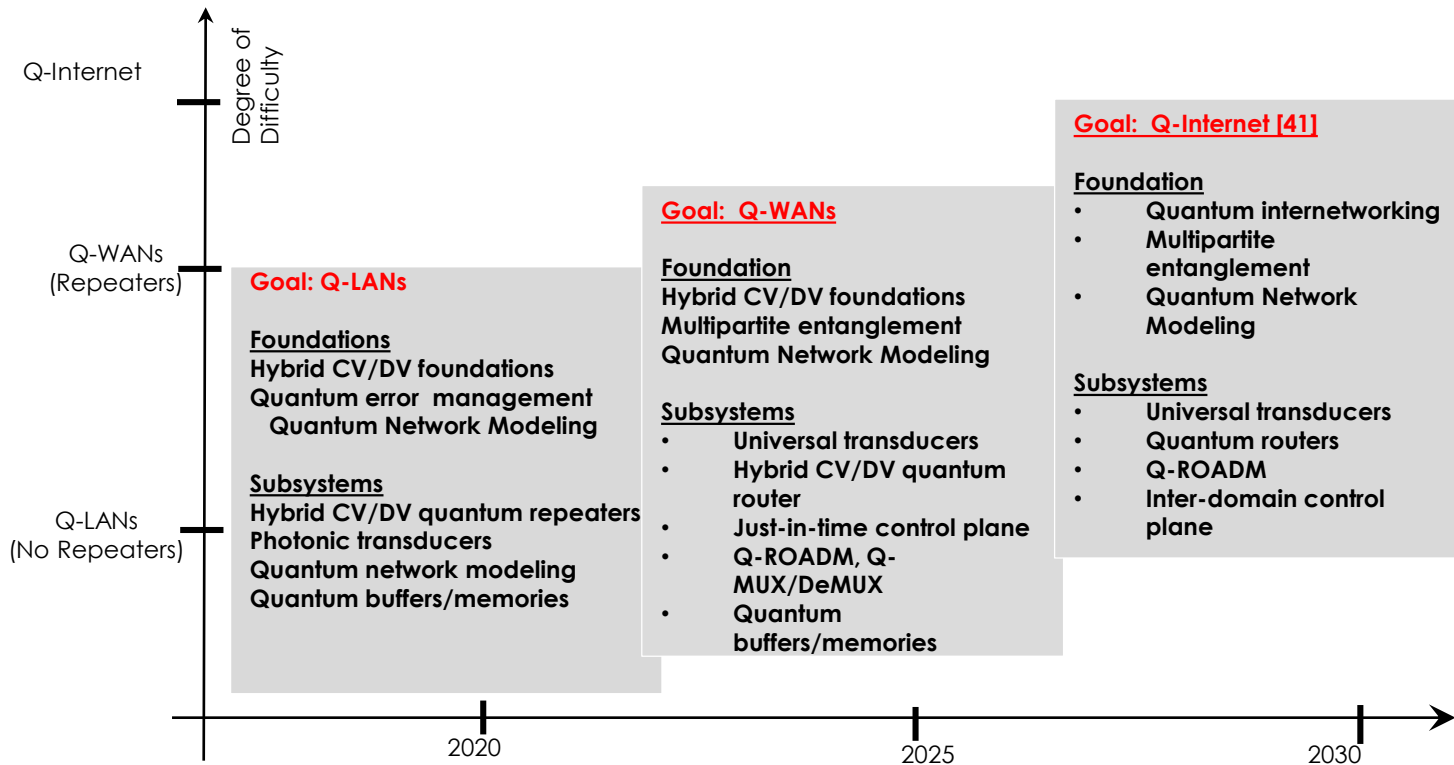 Q-Internet
Degree of
Difficulty
Q-WANs
(Repeaters)
Q-LANs
(No Repeaters)
Goal: Q-LANs
Foundations
Hybrid CV/DV foundations
Quantum error management
Quantum Network Modeling
Subsystems
Hybrid CV/DV quantum repeaters
Photonic transducers
Quantum network modeling
Quantum buffers/memories
Goal: Q-WANs
Foundation
Hybrid CV/DV foundations
Multipartite entanglement
Quantum Network Modeling
Subsystems
• Universal transducers
• Hybrid CV/DV quantum
router
• Just-in-time control plane
• Q-ROADM, Q-
MUX/DeMUX
• Quantum
buffers/memories
Goal: Q-Internet [41]
Foundation
• Quantum internetworking
• Multipartite
entanglement
• Quantum Network
Modeling
Subsystems
• Universal transducers
• Quantum routers
• Q-ROADM
• Inter-domain control
plane
2020
2025
2030